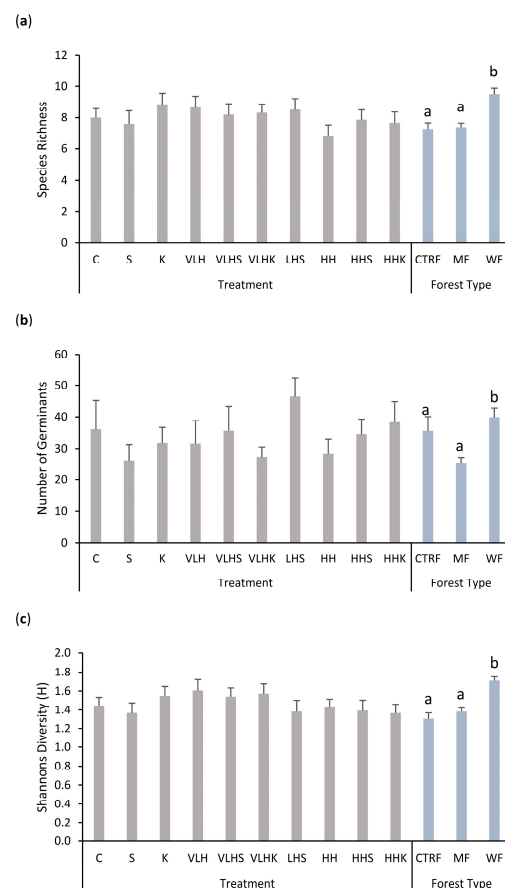 (a)
Species Richness
12
10
8
6
4
2
0
a a b
C S K VLH VLHS VLHK LHS HH HHS HHK CTRF MF WF
Treatment Forest Type
(b)
Number of Germinants
60
50
40
30
20
10
0
a a b
C S K VLH VLHS VLHK LHS HH HHS HHK CTRF MF WF
Treatment Forest Type
(c)
Shannons Diversity (H)
2.0
1.8
1.6
1.4
1.2
1.0
0.8
0.6
0.4
0.2
0.0
a a b
C S K VLH VLHS VLHK LHS HH HHS HHK CTRF MF WF
Treatment Forest Type